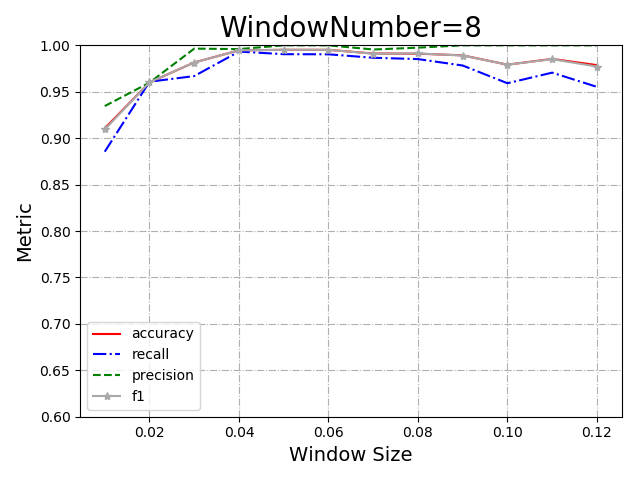 WindowNumber=8
Metric
1.00
0.95
0.90
0.85
0.80
0.75
0.70
0.65
0.60
accuracy
recall
precision
f1
0.02 0.04 0.06 0.08 0.10 0.12
Window Size